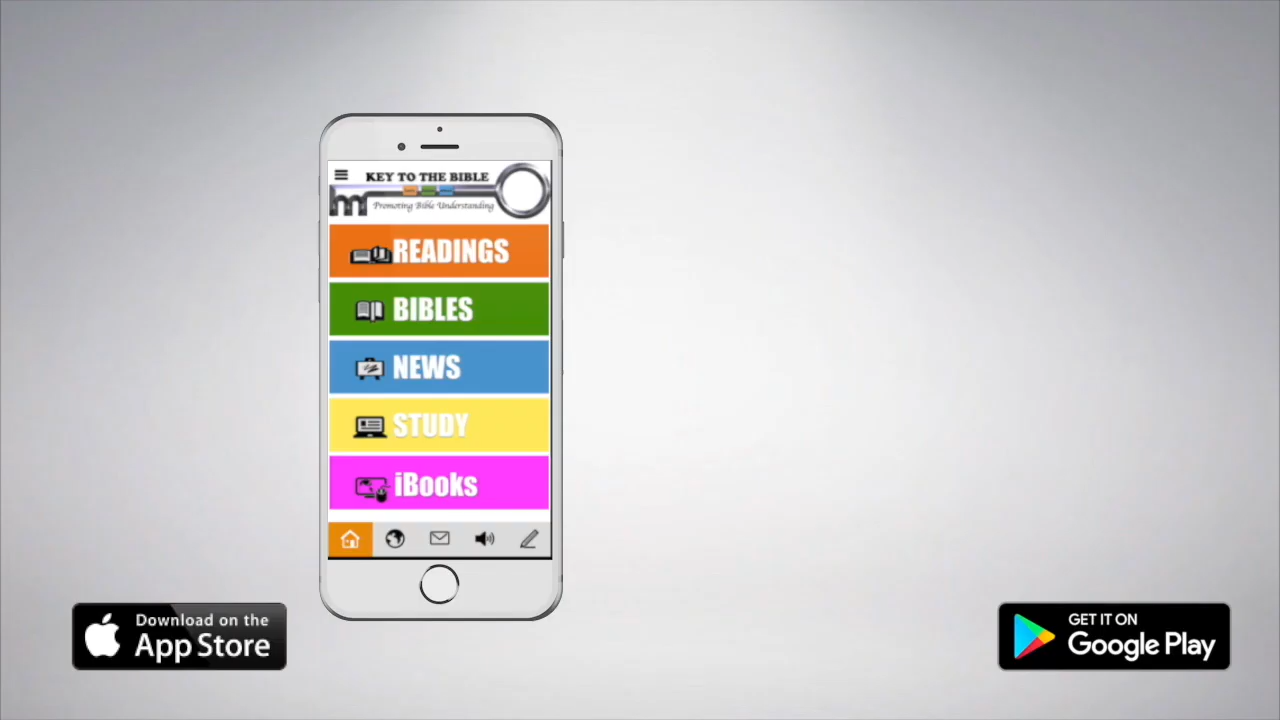 KEY TO THE BIBLE
Promoting Bible Understanding
READINGS
BIBLES
NEWS
STUDY
iBooks
Download on the
App Store
GET IT ON
Google Play